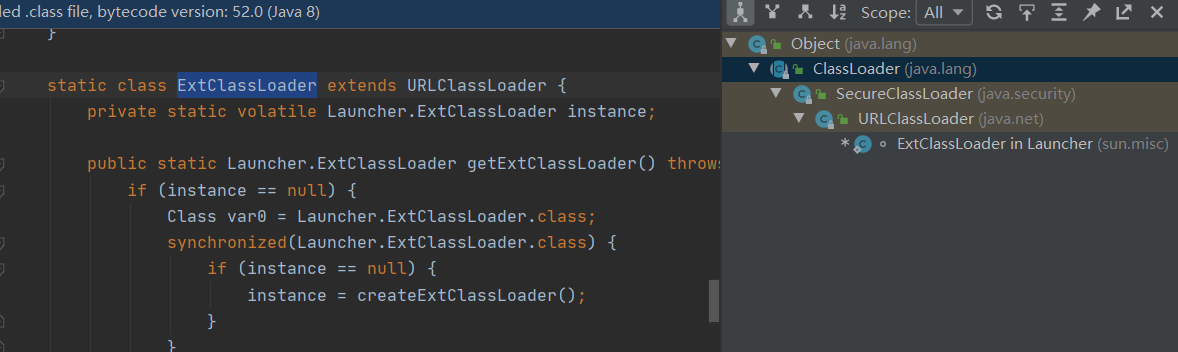 led .class file, bytecode version: 52.0 (Java 8)
}
static class ExtClassLoader extends URLClassLoader {
private static volatile Launcher.ExtClassLoader instance;
public static Launcher.ExtClassLoader getExtClassLoader() throws
if (instance == null) {
Class var0 = Launcher.ExtClassLoader.class;
synchronized(Launcher.ExtClassLoader.class) {
if (instance == null) {
instance = createExtClassLoader();
}
}
Scope: All
Object (java.lang)
ClassLoader (java.lang)
SecureClassLoader (java.security)
URLClassLoader (java.net)
* ExtClassLoader in Launcher (sun.misc)